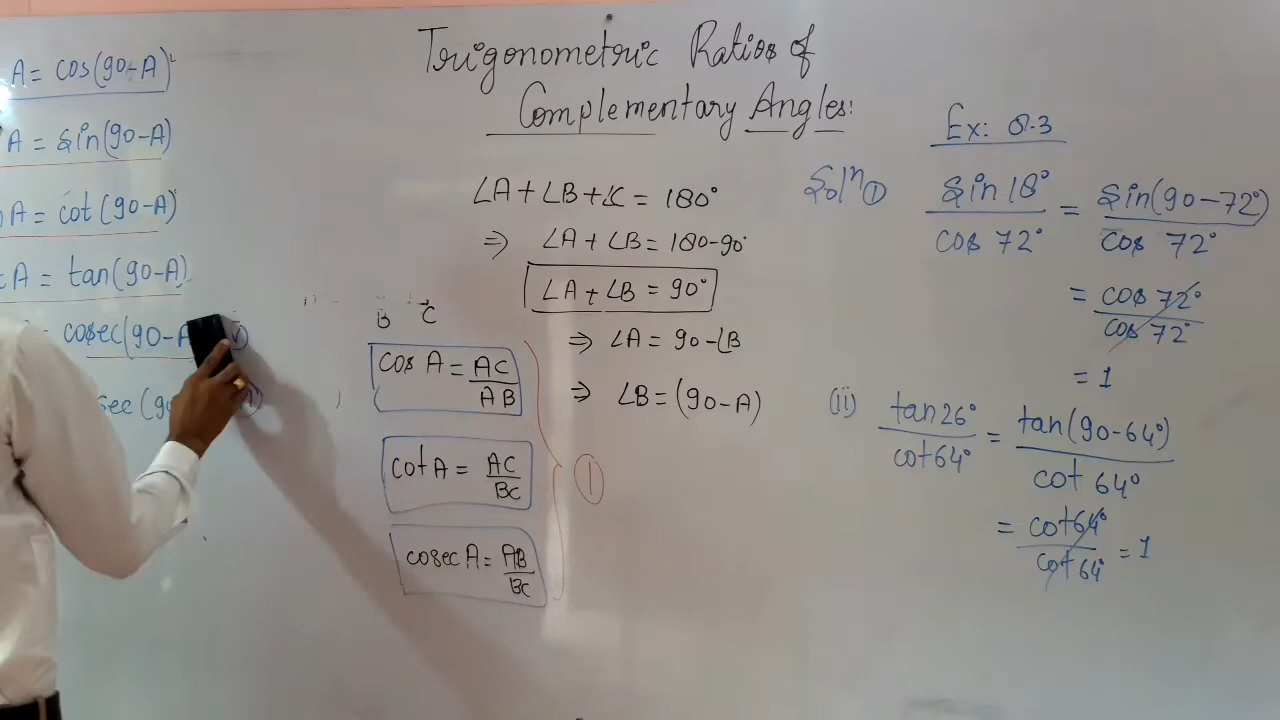 Trigonometric Ratios of
Complementary Angles:
A = cos(90-A)
A = sin(90-A)
A = cot(90-A)
A = tan(90-A)
= cosec(90-A
sec(90
∠A + ∠B + ∠C = 180°
⇒ ∠A + ∠B = 180-90°
∠A + ∠B = 90°
⇒ ∠A = 90-∠B
⇒ ∠B = (90-A)
B C
cos A = AC/AB
cot A = AC/BC
cosec A = AB/BC
①
Ex: 8.3
Solⁿ ① sin 18°/cos 72° = sin(90-72°)/cos 72°
= cos 72°/cos 72°
= 1
(ii) tan 26°/cot 64° = tan(90-64°)/cot 64°
= cot 64°/cot 64° = 1